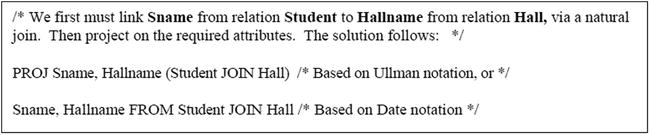 /* We first must link Sname from relation Student to Hallname from relation Hall, via a natural
join.  Then project on the required attributes.  The solution follows:   */
PROJ Sname, Hallname (Student JOIN Hall)  /* Based on Ullman notation, or */
Sname, Hallname FROM Student JOIN Hall /* Based on Date notation */